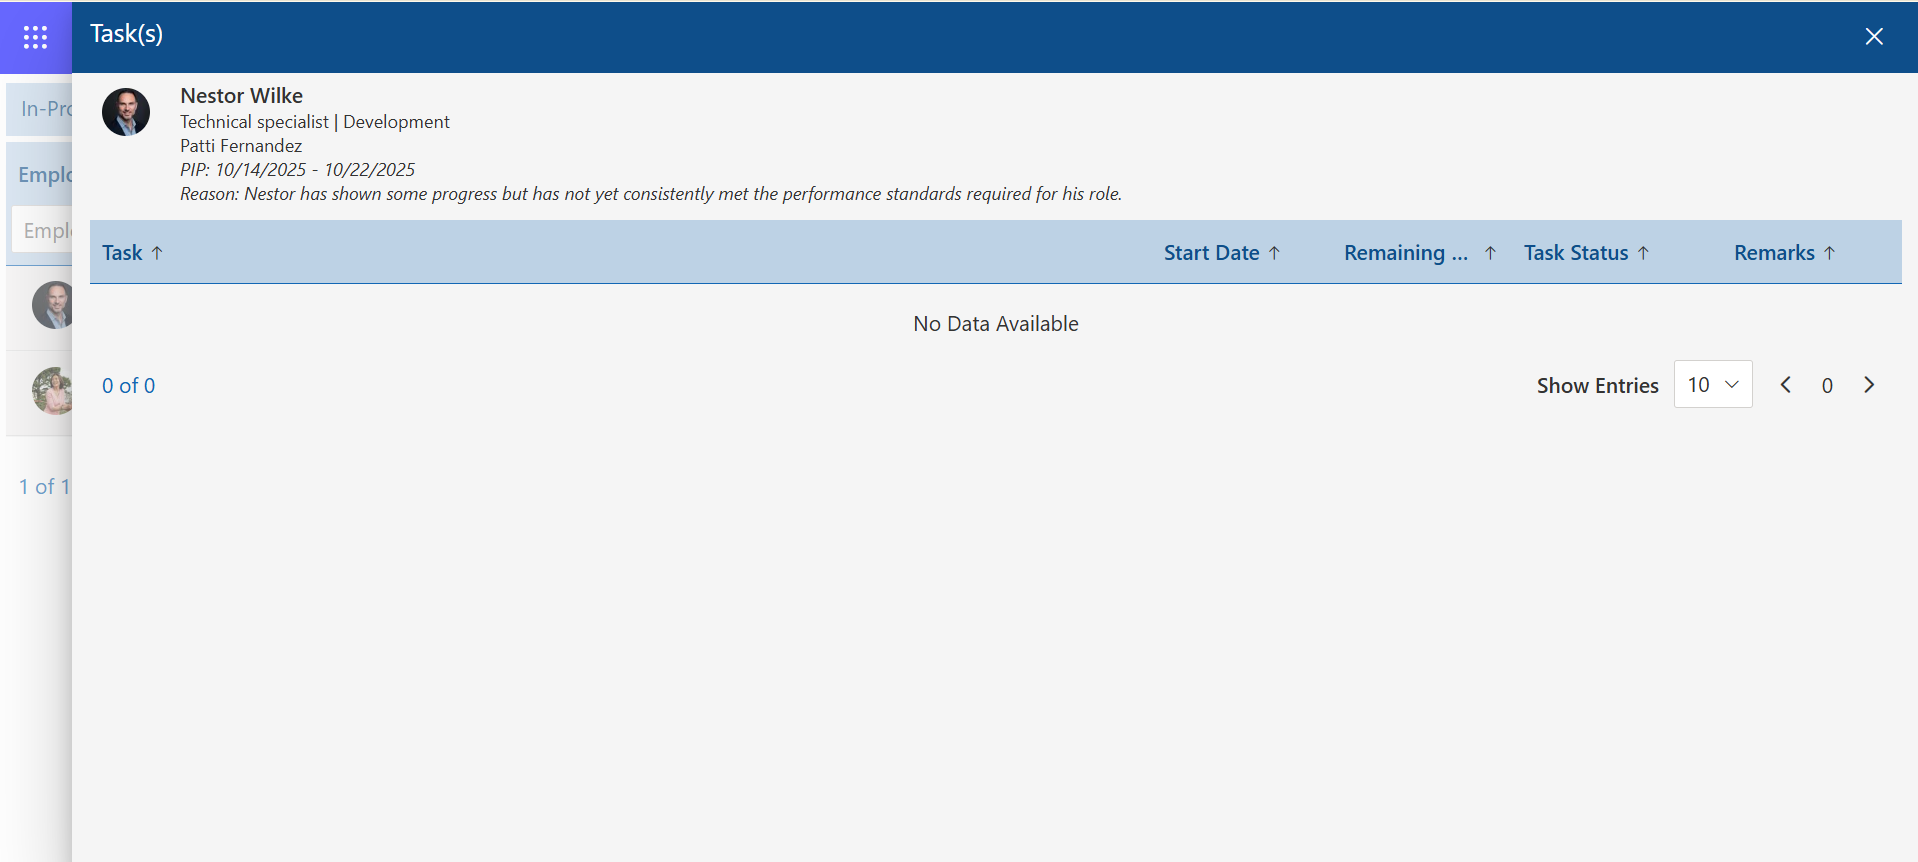 Task(s)
In-Pro
Nestor Wilke
Technical specialist | Development
Patti Fernandez
PIP: 10/14/2025 - 10/22/2025
Reason: Nestor has shown some progress but has not yet consistently met the performance standards required for his role.
Emplo
Emplo
Task ↑ Start Date ↑ Remaining ... ↑ Task Status ↑ Remarks ↑
No Data Available
0 of 0 Show Entries 10 0
1 of 1